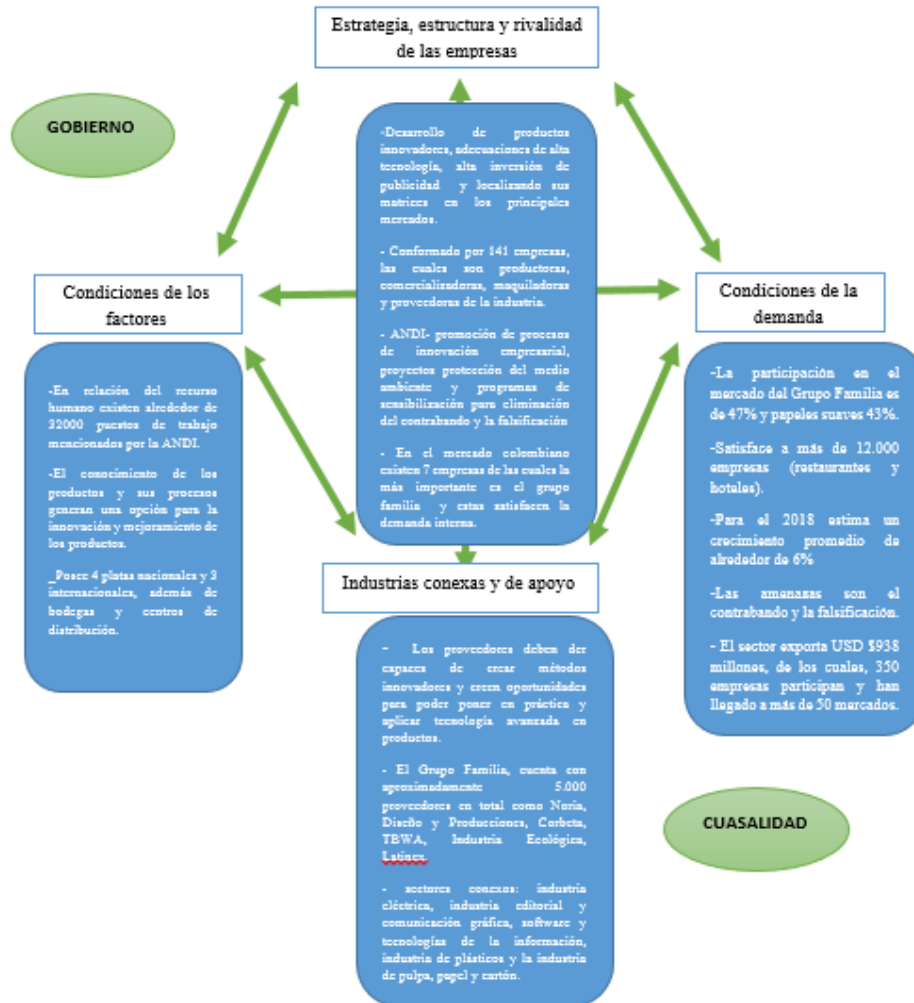 Estrategia, estructura y rivalidad
de las empresas
GOBIERNO
-Desarrollo de productos
innovadores, adecuaciones de alta
tecnología, alta inversión de
publicidad y localizando sus
matrices en los principales
mercados.
- Conformado por 141 empresas,
las cuales son productoras,
comercializadoras, maquiladoras
y proveedoras de la industria.
- ANDI- promoción de procesos
de innovación empresarial,
proyectos protección del medio
ambiente y programas de
sensibilización para eliminación
del contrabando y la falsificación
- En el mercado colombiano
existen 7 empresas de las cuales la
más importante es el grupo
familia y estas satisfacen la
demanda interna.
Condiciones de los
factores
-En relación del recurso
humano existen alrededor de
32000 puestos de trabajo
mencionados por la ANDI.
-El conocimiento de los
productos y sus procesos
generan una opción para la
innovación y mejoramiento de
los productos.
_Posee 4 platas nacionales y 3
internacionales, además de
bodegas y centros de
distribución.
Condiciones de la
demanda
-La participación en el
mercado del Grupo Familia es
de 47% y papeles suaves 43%.
-Satisface a más de 12.000
empresas (restaurantes y
hoteles).
-Para el 2018 estima un
crecimiento promedio de
alrededor de 6%
-Las amenazas son el
contrabando y la falsificación.
- El sector exporta USD $938
millones, de los cuales, 350
empresas participan y han
llegado a más de 50 mercados.
Industrias conexas y de apoyo
- Los proveedores deben der
capaces de crear métodos
innovadores y creen oportunidades
para poder poner en práctica y
aplicar tecnología avanzada en
productos.
- El Grupo Familia, cuenta con
aproximadamente 5.000
proveedores en total como Noria,
Diseño y Producciones, Corbeta,
TBWA, Industria Ecológica,
Latinex.
- sectores conexos: industria
eléctrica, industria editorial y
comunicación gráfica, software y
tecnologías de la información,
industria de plásticos y la industria
de pulpa, papel y cartón.
CUASALIDAD